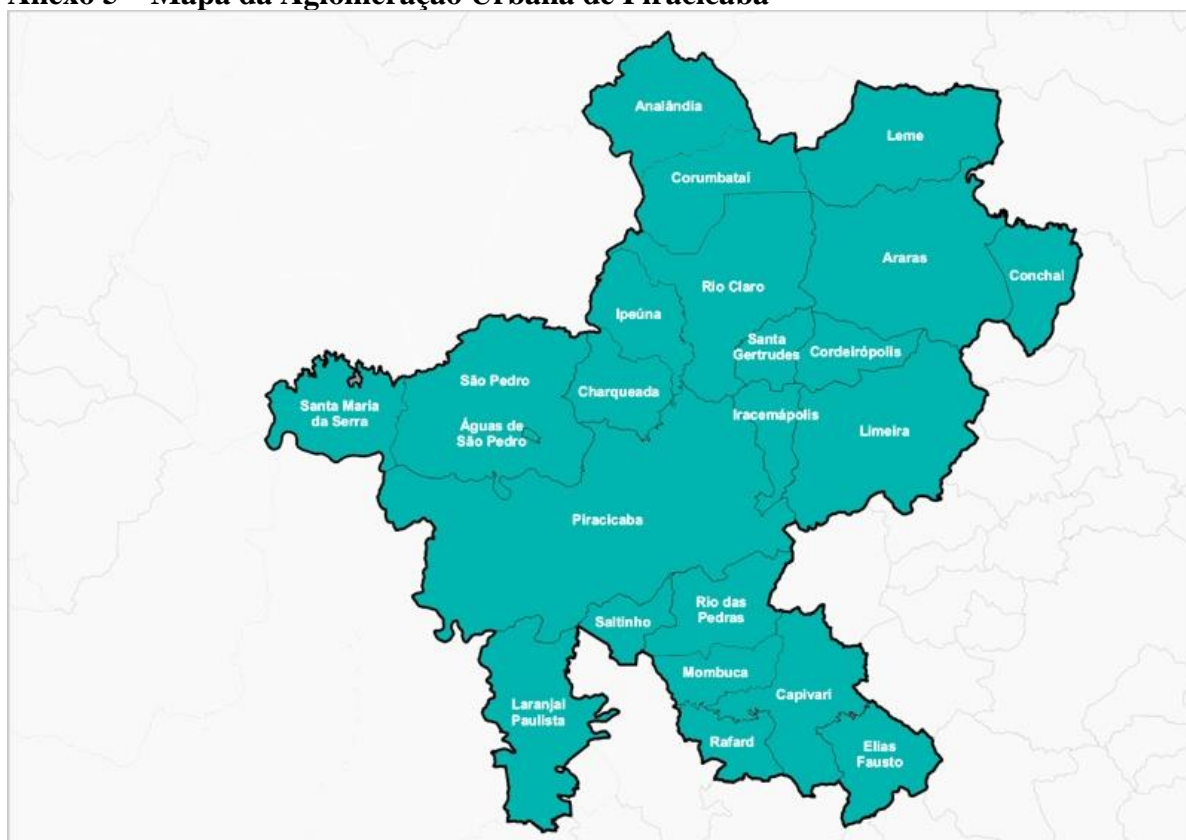 Anexo 3 – Mapa da Aglomeração Urbana de Piracicaba
Analândia
Leme
Corumbataí
Araras
Conchal
Rio Claro
Ipeúna
Santa
Gertrudes
Cordeirópolis
São Pedro
Charqueada
Santa Maria
da Serra
Iracemápolis
Águas de
São Pedro
Limeira
Piracicaba
Rio das
Pedras
Saltinho
Mombuca
Capivari
Laranjal
Paulista
Rafard
Elias
Fausto